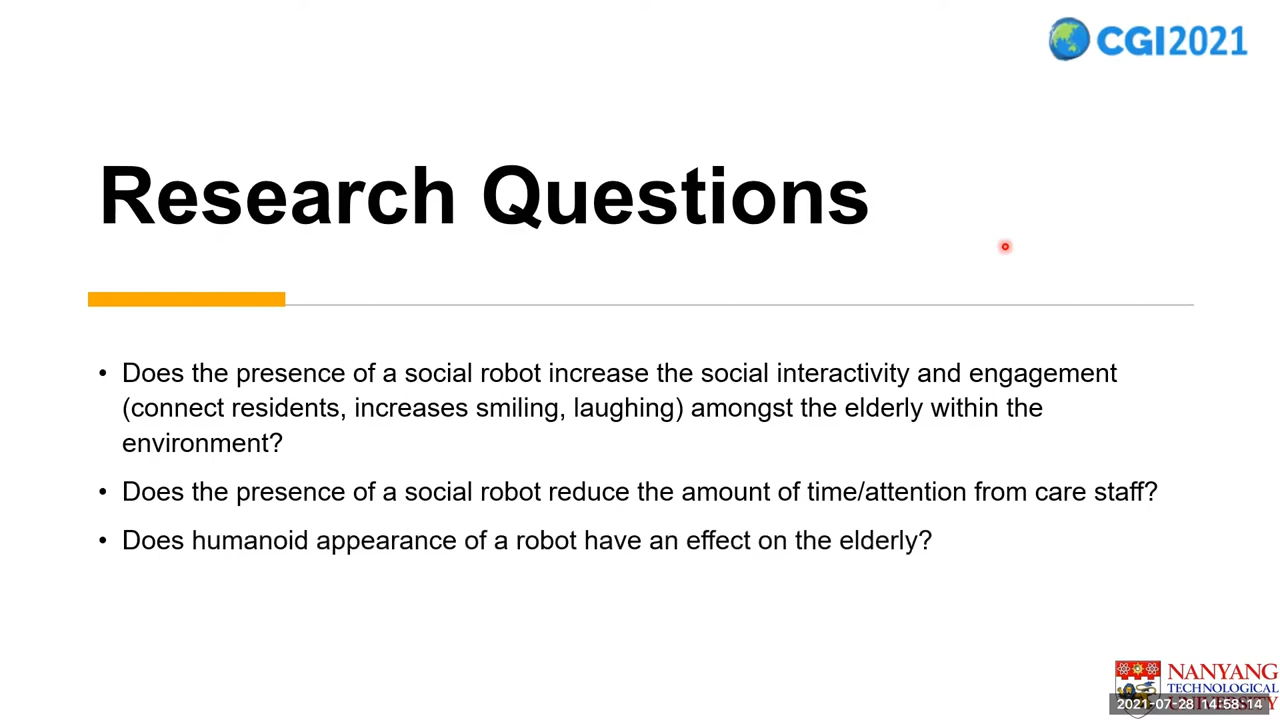 CGI2021
Research Questions
• Does the presence of a social robot increase the social interactivity and engagement
(connect residents, increases smiling, laughing) amongst the elderly within the
environment?
• Does the presence of a social robot reduce the amount of time/attention from care staff?
• Does humanoid appearance of a robot have an effect on the elderly?
NANYANG
TECHNOLOGICAL
UNIVERSITY
2021-07-28 14:58:14